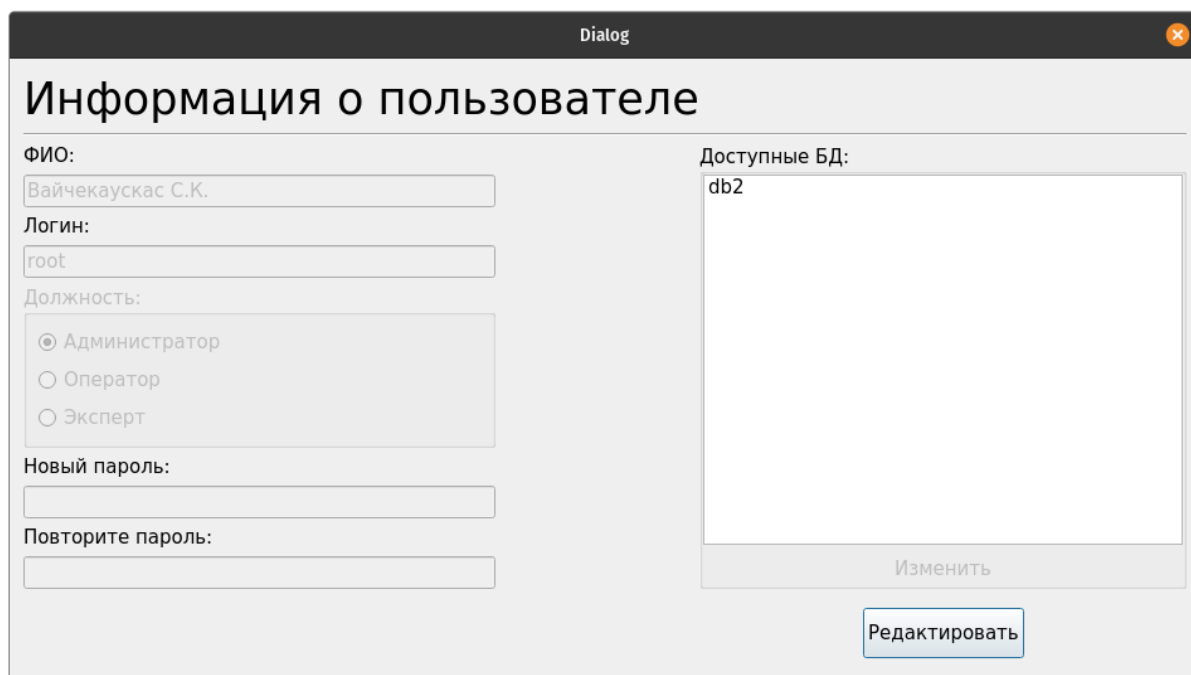 Dialog
Информация о пользователе
ФИО:
Вайчекаускас С.К.
Логин:
root
Должность:
Администратор
Оператор
Эксперт
Новый пароль:
Повторите пароль:
Доступные БД:
db2
Изменить
Редактировать